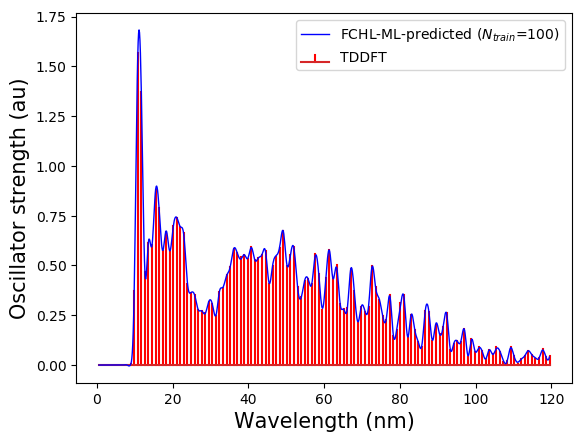 FCHL-ML-predicted (N_train=100)
TDDFT
Oscillator strength (au)
1.75
1.50
1.25
1.00
0.75
0.50
0.25
0.00
0 20 40 60 80 100 120
Wavelength (nm)